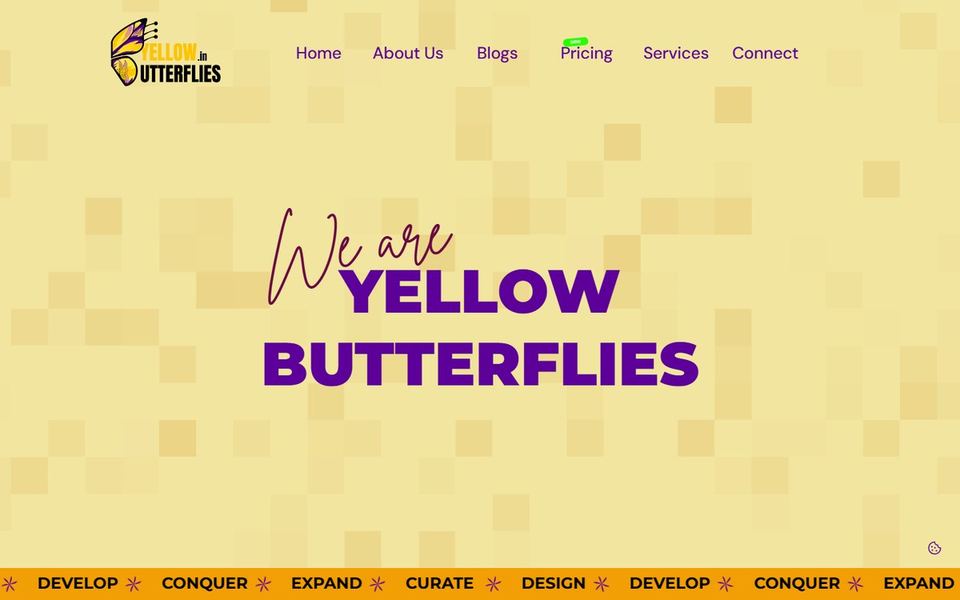 YELLOW.in
UTTERFLIES
Home About Us Blogs Pricing Services Connect
We are
YELLOW
BUTTERFLIES
DEVELOP CONQUER EXPAND CURATE DESIGN DEVELOP CONQUER EXPAND